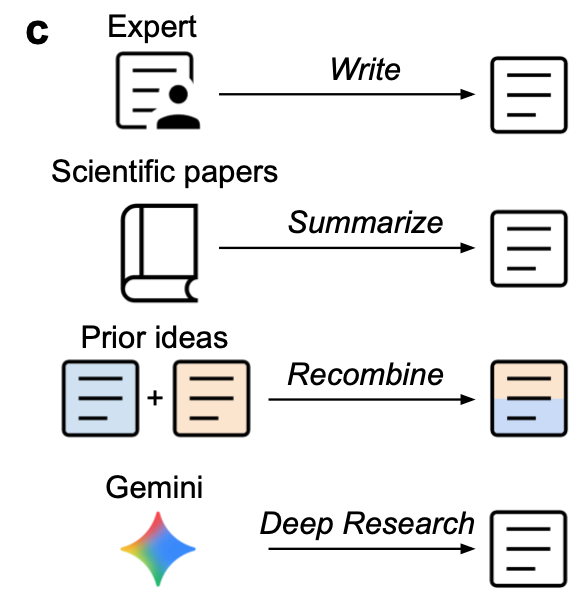 c
Expert
Write
Scientific papers
Summarize
Prior ideas
+
Recombine
Gemini
Deep Research